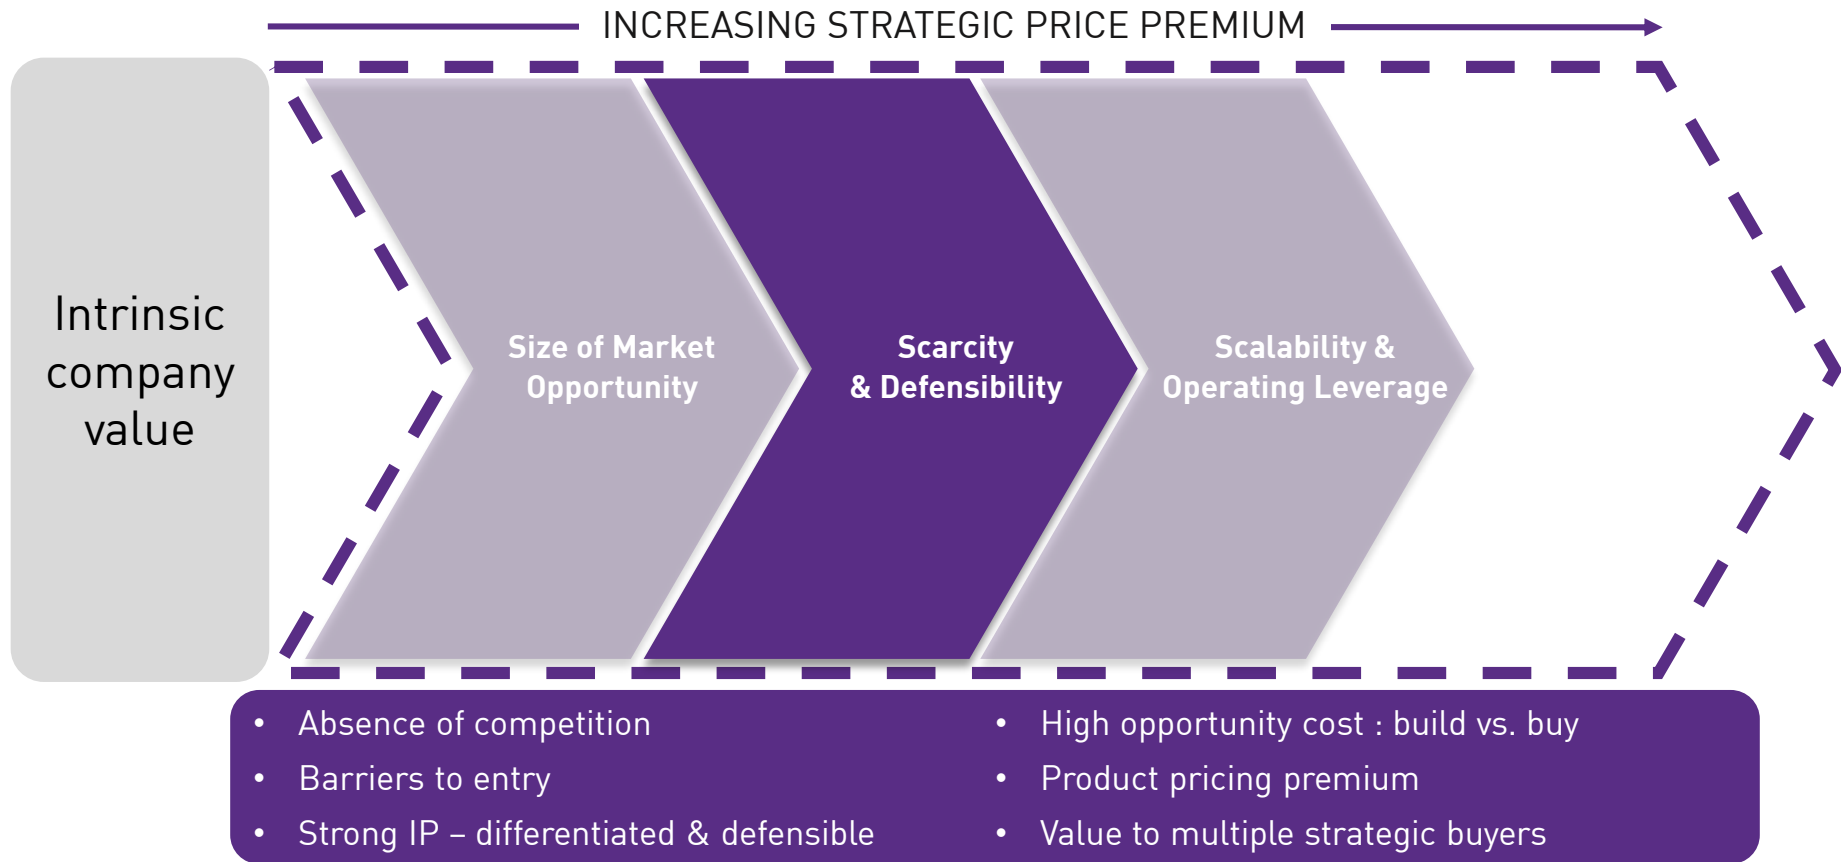 INCREASING STRATEGIC PRICE PREMIUM
Intrinsic
company
value
Size of Market
Opportunity
Scarcity
& Defensibility
Scalability &
Operating Leverage
• Absence of competition
• Barriers to entry
• Strong IP – differentiated & defensible
• High opportunity cost : build vs. buy
• Product pricing premium
• Value to multiple strategic buyers